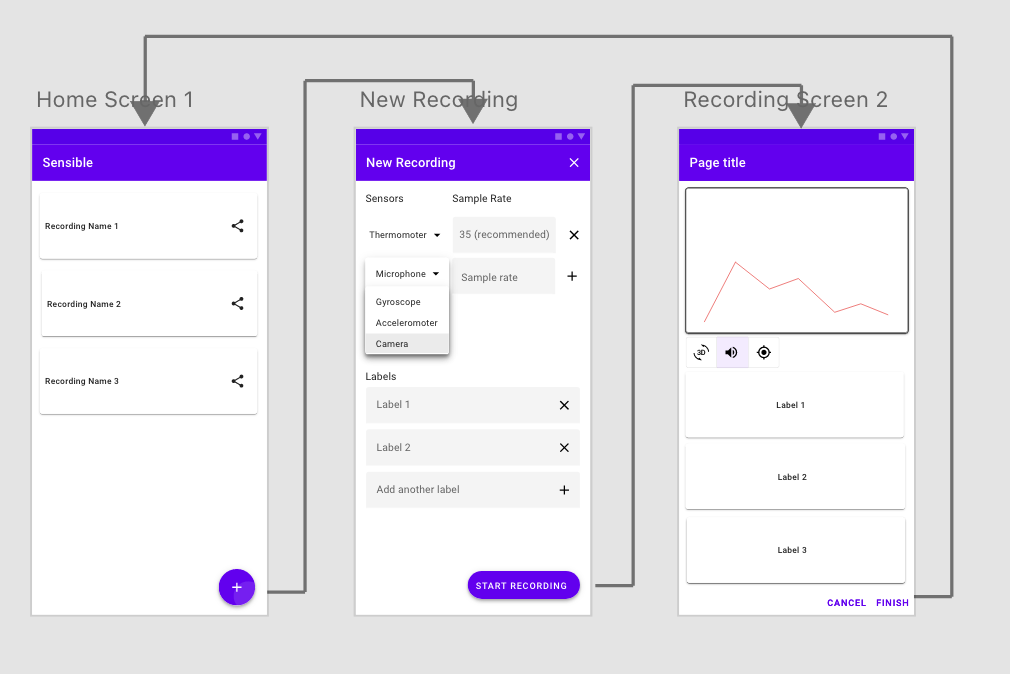 Home Screen 1
Sensible
Recording Name 1
Recording Name 2
Recording Name 3
+
New Recording
New Recording
Sensors
Sample Rate
Thermomoter
35 (recommended)
Microphone
Sample rate
Gyroscope
Acceleromoter
Camera
Labels
Label 1
Label 2
Add another label
START RECORDING
Recording Screen 2
Page title
3D
Label 1
Label 2
Label 3
CANCEL
FINISH